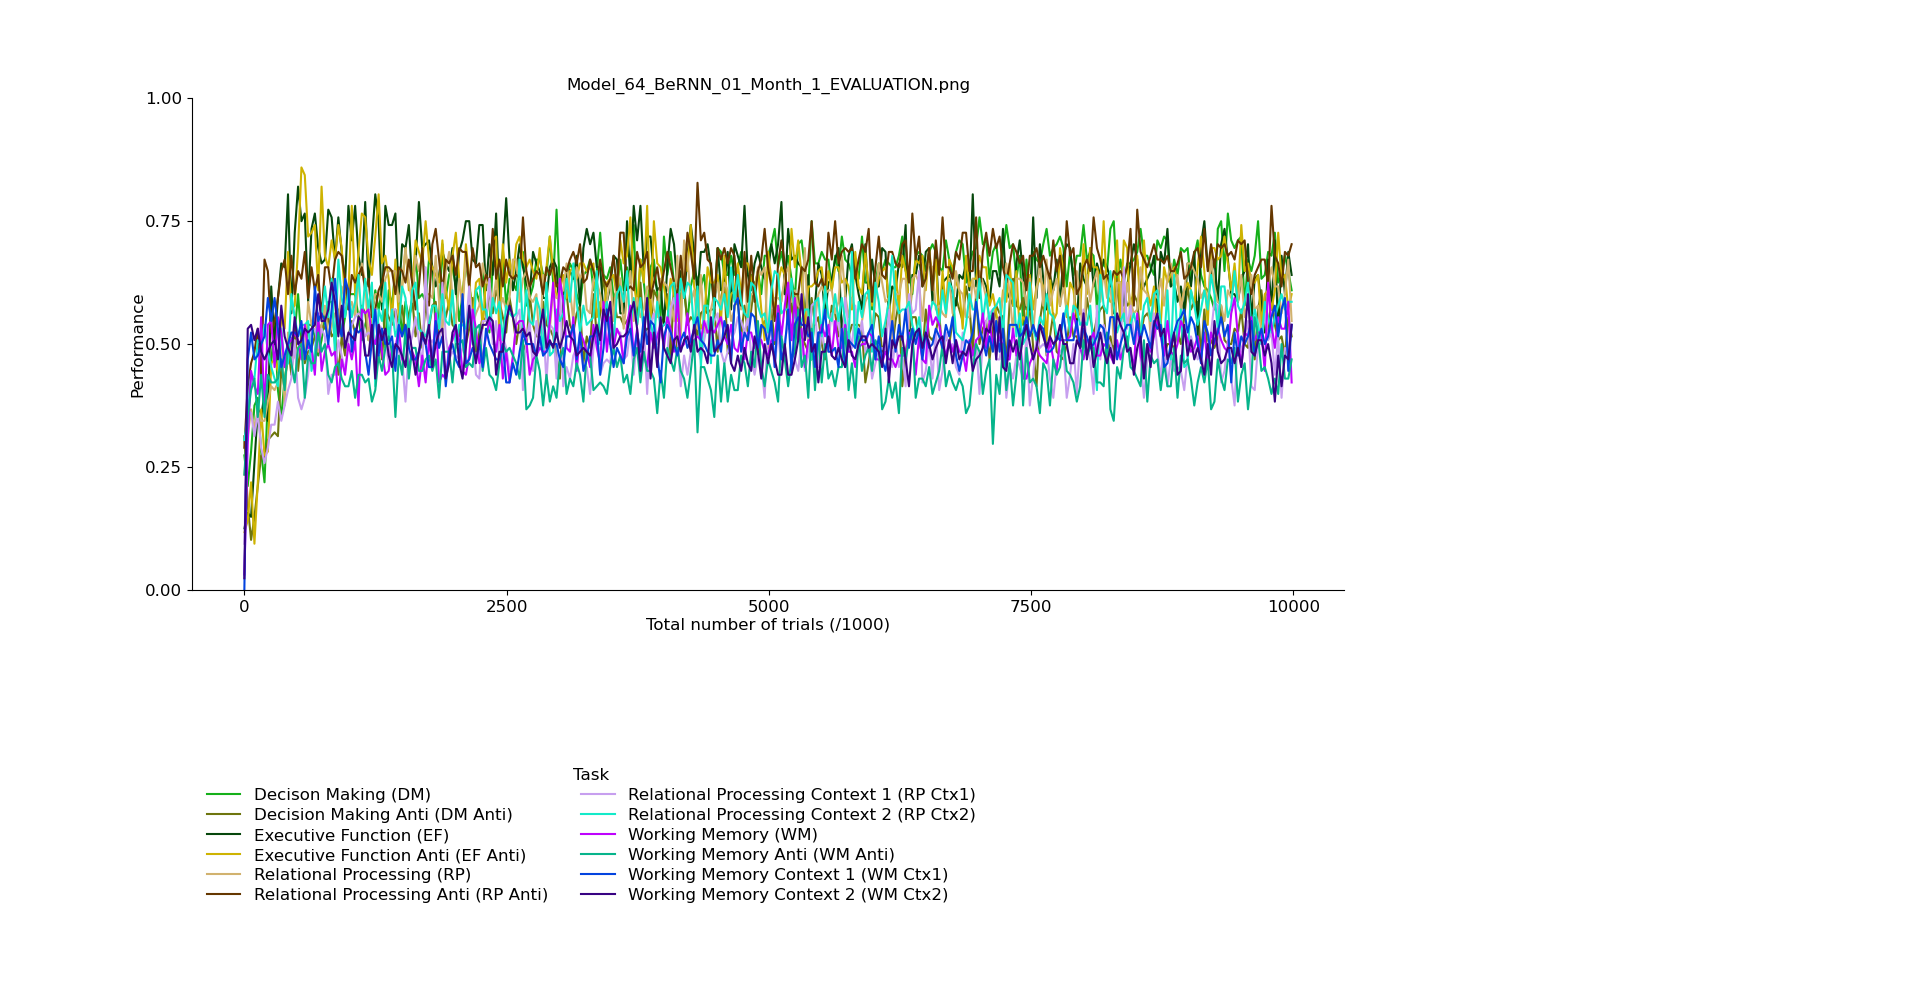 Model_64_BeRNN_01_Month_1_EVALUATION.png
1.00
0.75
0.50
0.25
0.00
Performance
0 2500 5000 7500 10000
Total number of trials (/1000)
Task
Decison Making (DM)
Decision Making Anti (DM Anti)
Executive Function (EF)
Executive Function Anti (EF Anti)
Relational Processing (RP)
Relational Processing Anti (RP Anti)
Relational Processing Context 1 (RP Ctx1)
Relational Processing Context 2 (RP Ctx2)
Working Memory (WM)
Working Memory Anti (WM Anti)
Working Memory Context 1 (WM Ctx1)
Working Memory Context 2 (WM Ctx2)